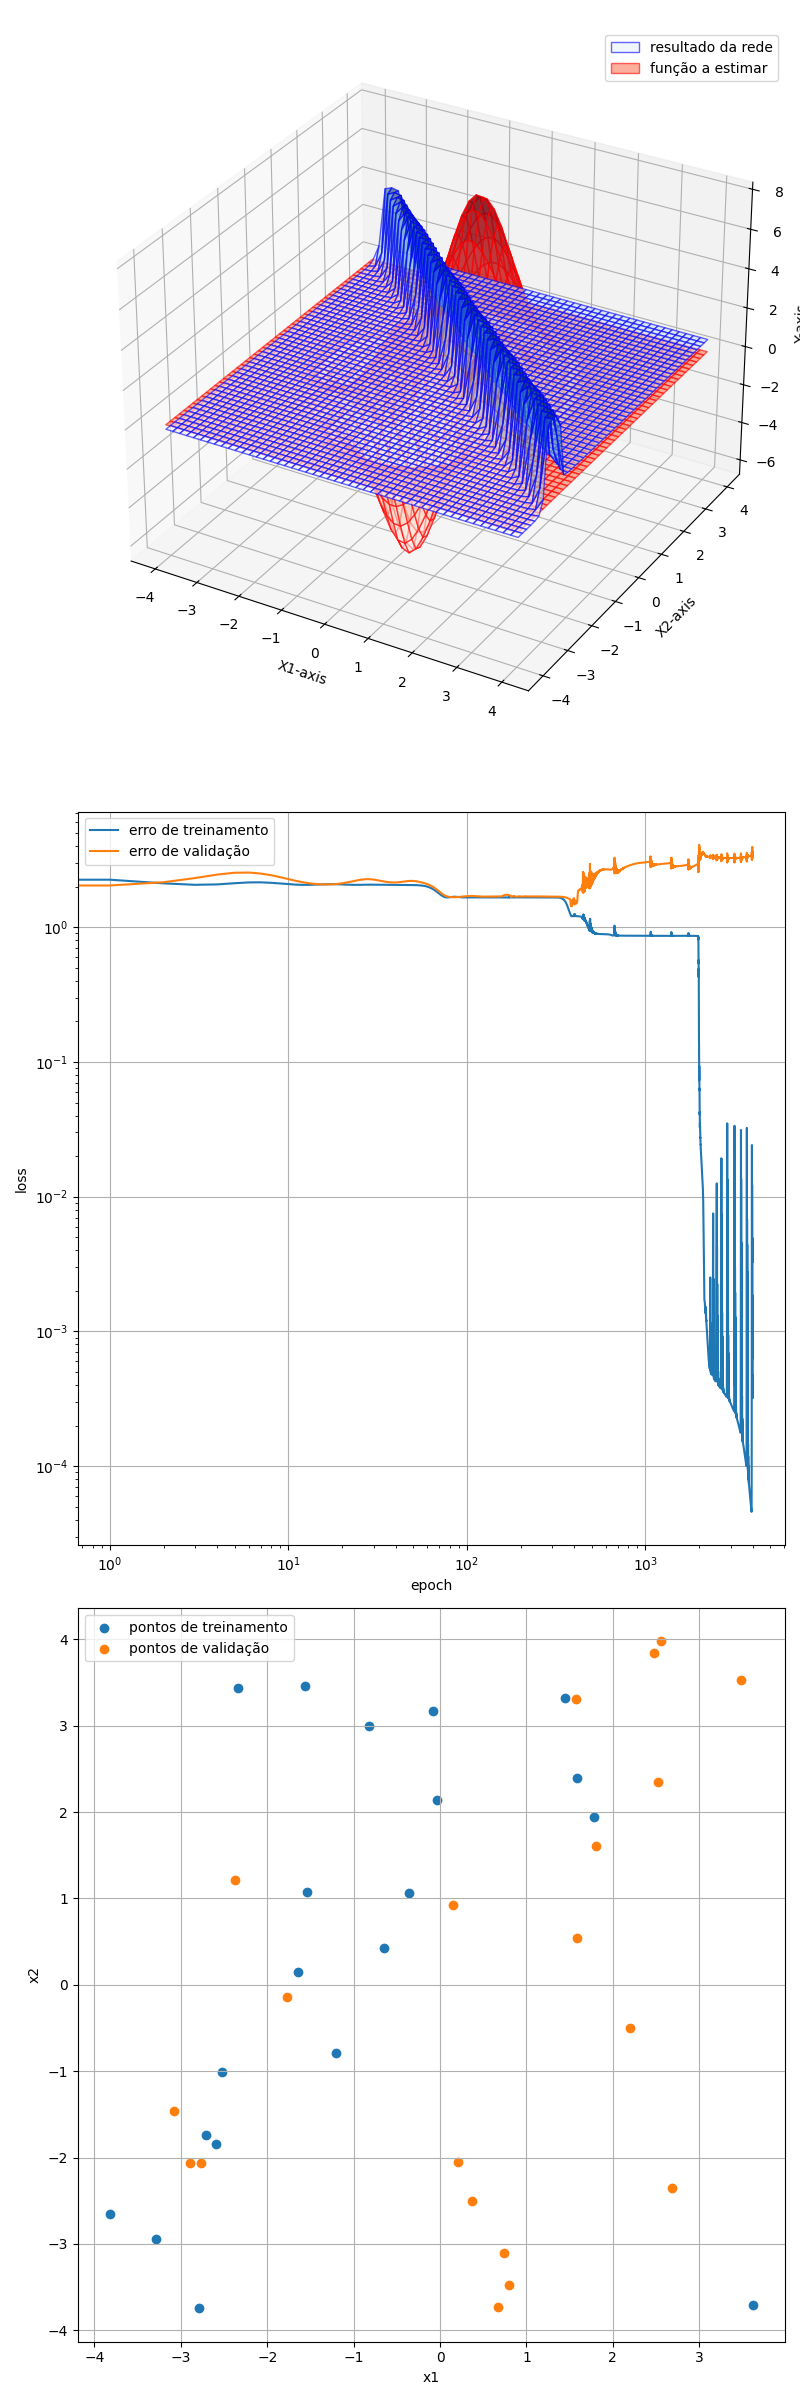 resultado da rede
função a estimar
8
6
4
2
0
−2
−4
−6
−4
−3
−2
−1
0
1
2
3
4
X1-axis
−4
−3
−2
−1
0
1
2
3
4
X2-axis
erro de treinamento
erro de validação
10⁰
10⁻¹
10⁻²
10⁻³
10⁻⁴
loss
10⁰ 10¹ 10² 10³
epoch
pontos de treinamento
pontos de validação
4
3
2
1
0
−1
−2
−3
−4
x2
−4 −3 −2 −1 0 1 2 3
x1